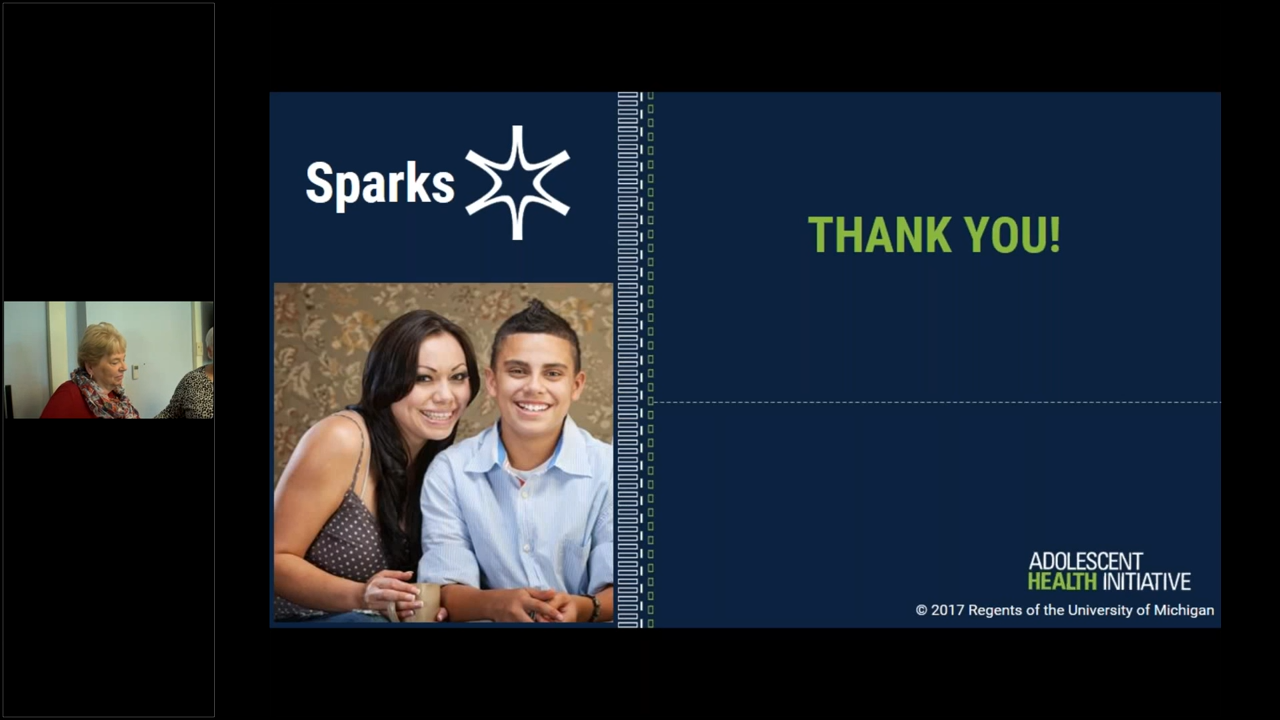 Sparks
THANK YOU!
ADOLESCENT
HEALTH INITIATIVE
© 2017 Regents of the University of Michigan